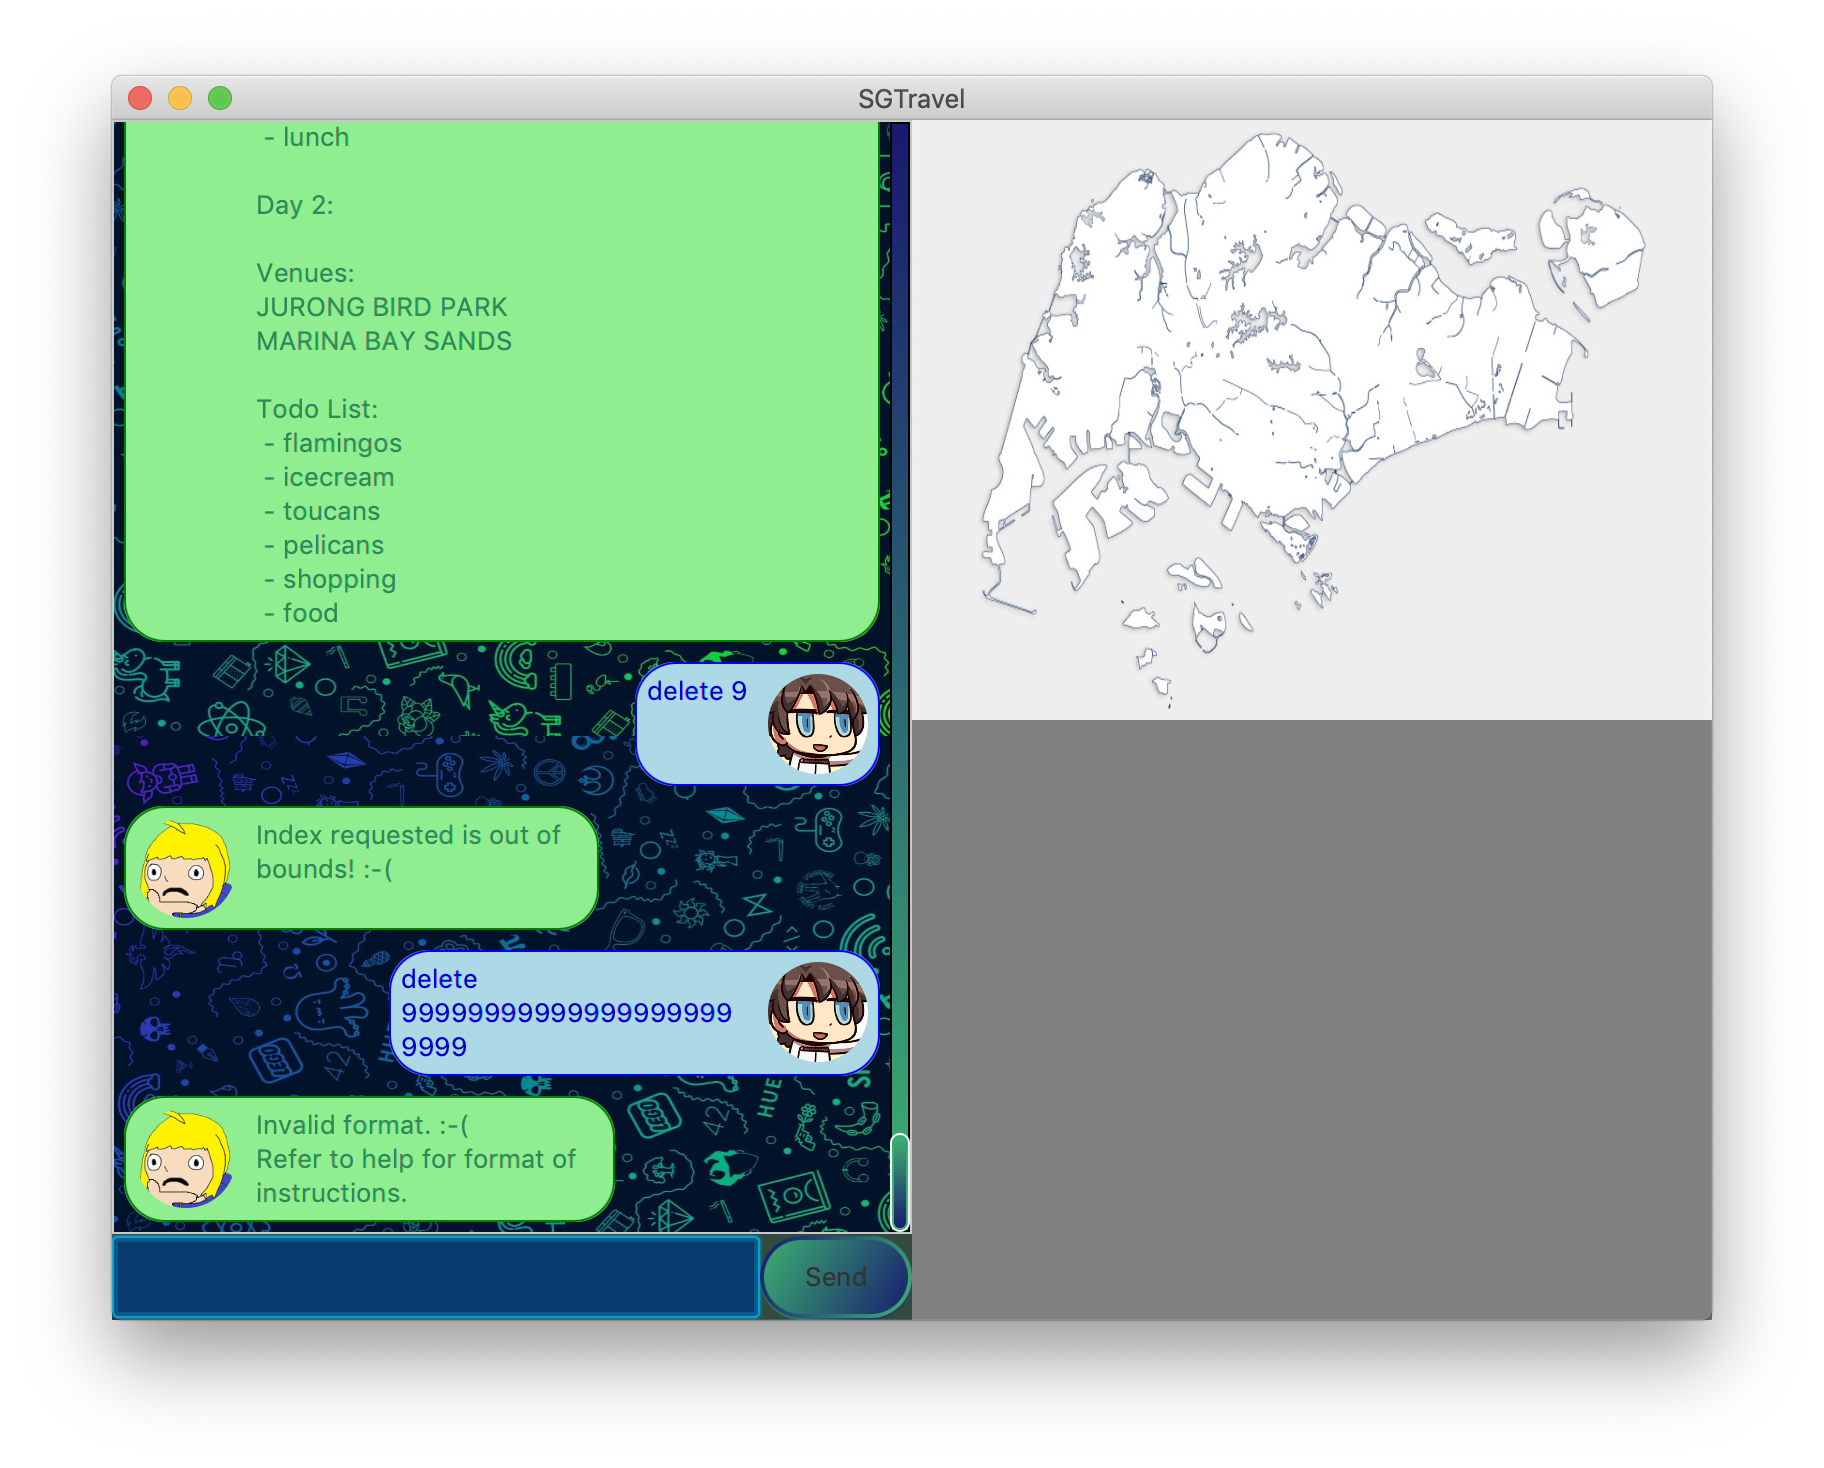 SGTravel
- lunch
Day 2:
Venues:
JURONG BIRD PARK
MARINA BAY SANDS
Todo List:
- flamingos
- icecream
- toucans
- pelicans
- shopping
- food
delete 9
Index requested is out of
bounds! :-(
delete
99999999999999999999
9999
Invalid format. :-(
Refer to help for format of
instructions.
Send